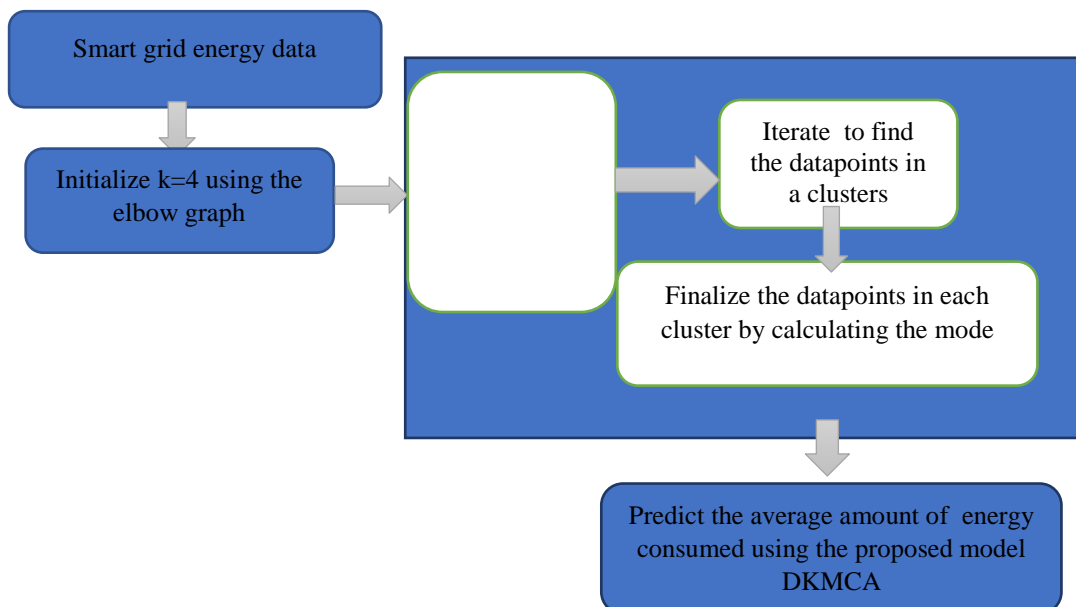 Smart grid energy data
Initialize k=4 using the
elbow graph
Iterate to find
the datapoints in
a clusters
Finalize the datapoints in each
cluster by calculating the mode
Predict the average amount of energy
consumed using the proposed model
DKMCA